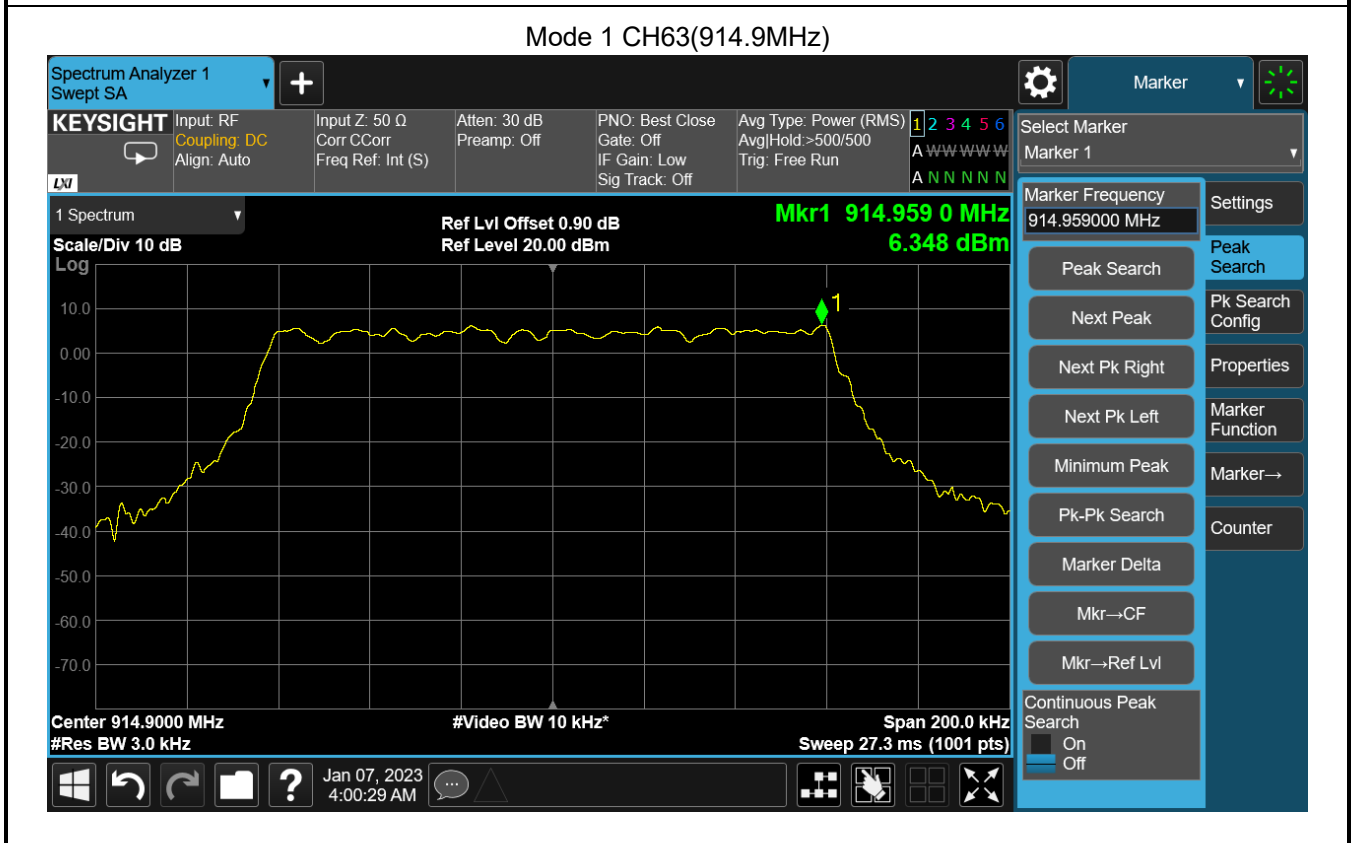 Mode 1 CH63(914.9MHz)
Spectrum Analyzer 1
Swept SA
Marker
KEYSIGHT
LXI
Input: RF
Coupling: DC
Align: Auto
Input Z: 50 Ω
Corr CCorr
Freq Ref: Int (S)
Atten: 30 dB
Preamp: Off
PNO: Best Close
Gate: Off
IF Gain: Low
Sig Track: Off
Avg Type: Power (RMS)
Avg|Hold:>500/500
Trig: Free Run
1 2 3 4 5 6
A W W W W W
A N N N N N
Select Marker
Marker 1
1 Spectrum
Scale/Div 10 dB
Ref Lvl Offset 0.90 dB
Ref Level 20.00 dBm
Mkr1 914.959 0 MHz
6.348 dBm
Log
10.0
0.00
-10.0
-20.0
-30.0
-40.0
-50.0
-60.0
-70.0
1
Center 914.9000 MHz
#Res BW 3.0 kHz
#Video BW 10 kHz*
Span 200.0 kHz
Sweep 27.3 ms (1001 pts)
Marker Frequency
914.959000 MHz
Peak Search
Next Peak
Next Pk Right
Next Pk Left
Minimum Peak
Pk-Pk Search
Marker Delta
Mkr→CF
Mkr→Ref Lvl
Continuous Peak
Search
On
Off
Settings
Peak
Search
Pk Search
Config
Properties
Marker
Function
Marker→
Counter
?
Jan 07, 2023
4:00:29 AM